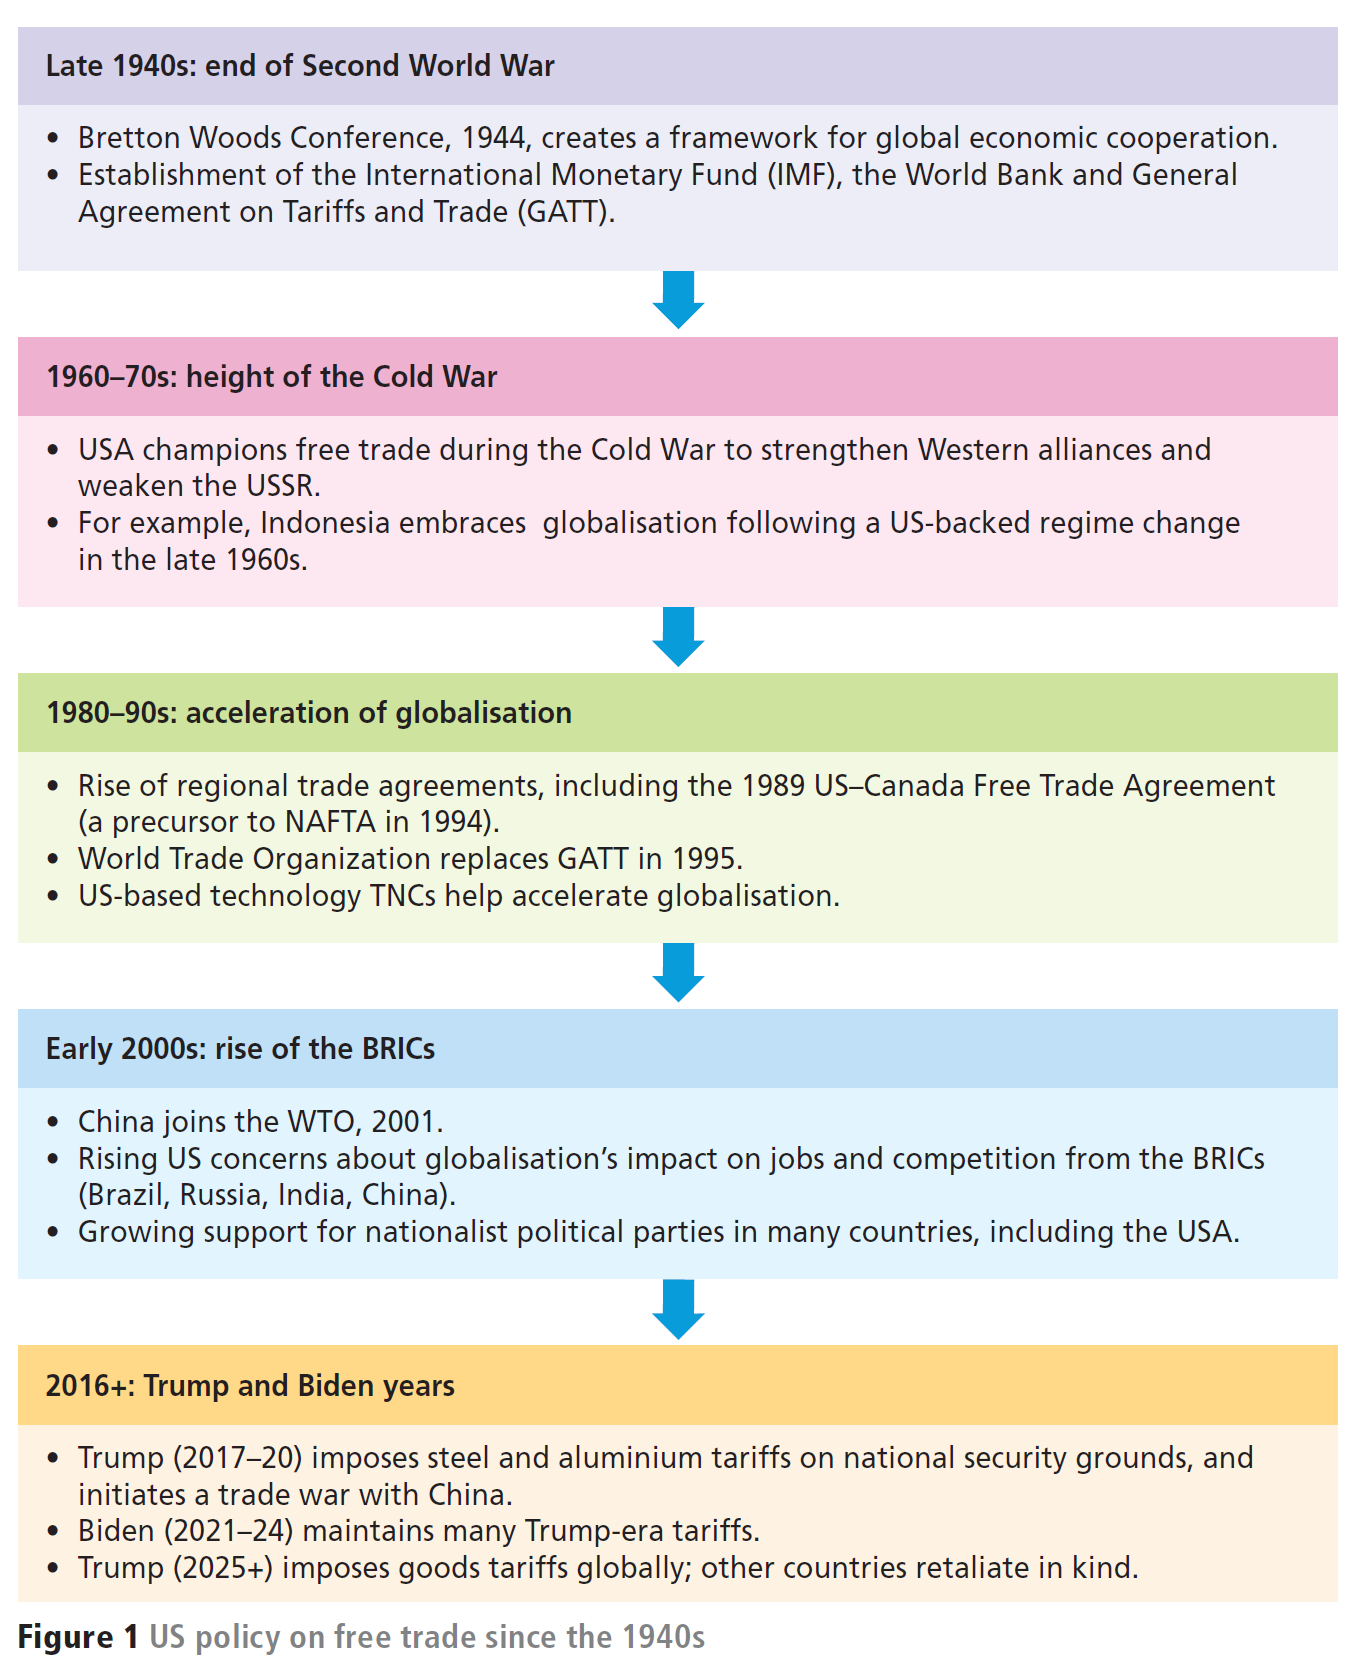 Late 1940s: end of Second World War
• Bretton Woods Conference, 1944, creates a framework for global economic cooperation.
• Establishment of the International Monetary Fund (IMF), the World Bank and General
Agreement on Tariffs and Trade (GATT).
1960–70s: height of the Cold War
• USA champions free trade during the Cold War to strengthen Western alliances and
weaken the USSR.
• For example, Indonesia embraces globalisation following a US-backed regime change
in the late 1960s.
1980–90s: acceleration of globalisation
• Rise of regional trade agreements, including the 1989 US–Canada Free Trade Agreement
(a precursor to NAFTA in 1994).
• World Trade Organization replaces GATT in 1995.
• US-based technology TNCs help accelerate globalisation.
Early 2000s: rise of the BRICs
• China joins the WTO, 2001.
• Rising US concerns about globalisation’s impact on jobs and competition from the BRICs
(Brazil, Russia, India, China).
• Growing support for nationalist political parties in many countries, including the USA.
2016+: Trump and Biden years
• Trump (2017–20) imposes steel and aluminium tariffs on national security grounds, and
initiates a trade war with China.
• Biden (2021–24) maintains many Trump-era tariffs.
• Trump (2025+) imposes goods tariffs globally; other countries retaliate in kind.
Figure 1 US policy on free trade since the 1940s